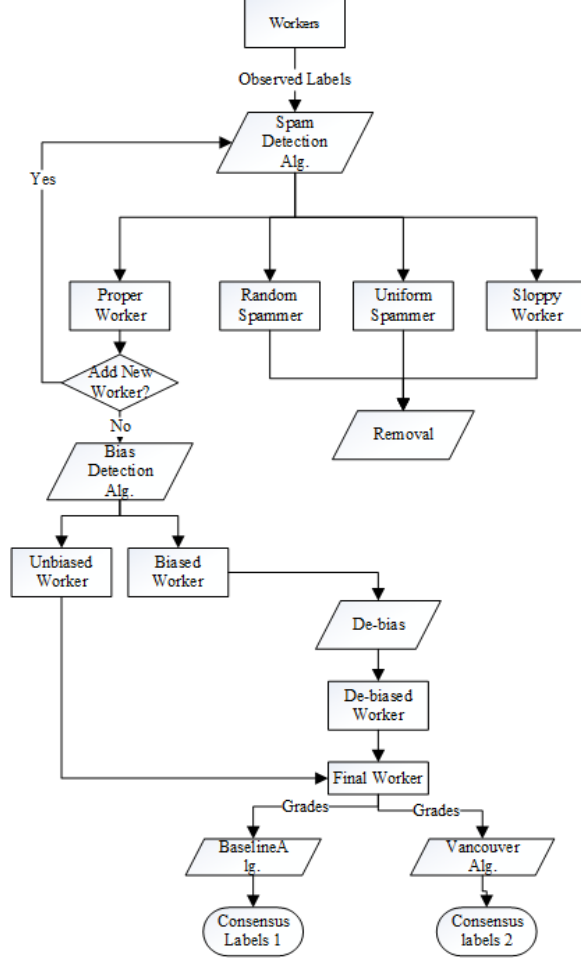 Workers
Observed Labels
Spam
Detection
Alg.
Yes
Proper
Worker
Random
Spammer
Uniform
Spammer
Sloppy
Worker
Add New
Worker?
No
Removal
Bias
Detection
Alg.
Unbiased
Worker
Biased
Worker
De-bias
De-biased
Worker
Final Worker
Grades
Grades
BaselineA
lg.
Vancouver
Alg.
Consensus
Labels 1
Consensus
labels 2